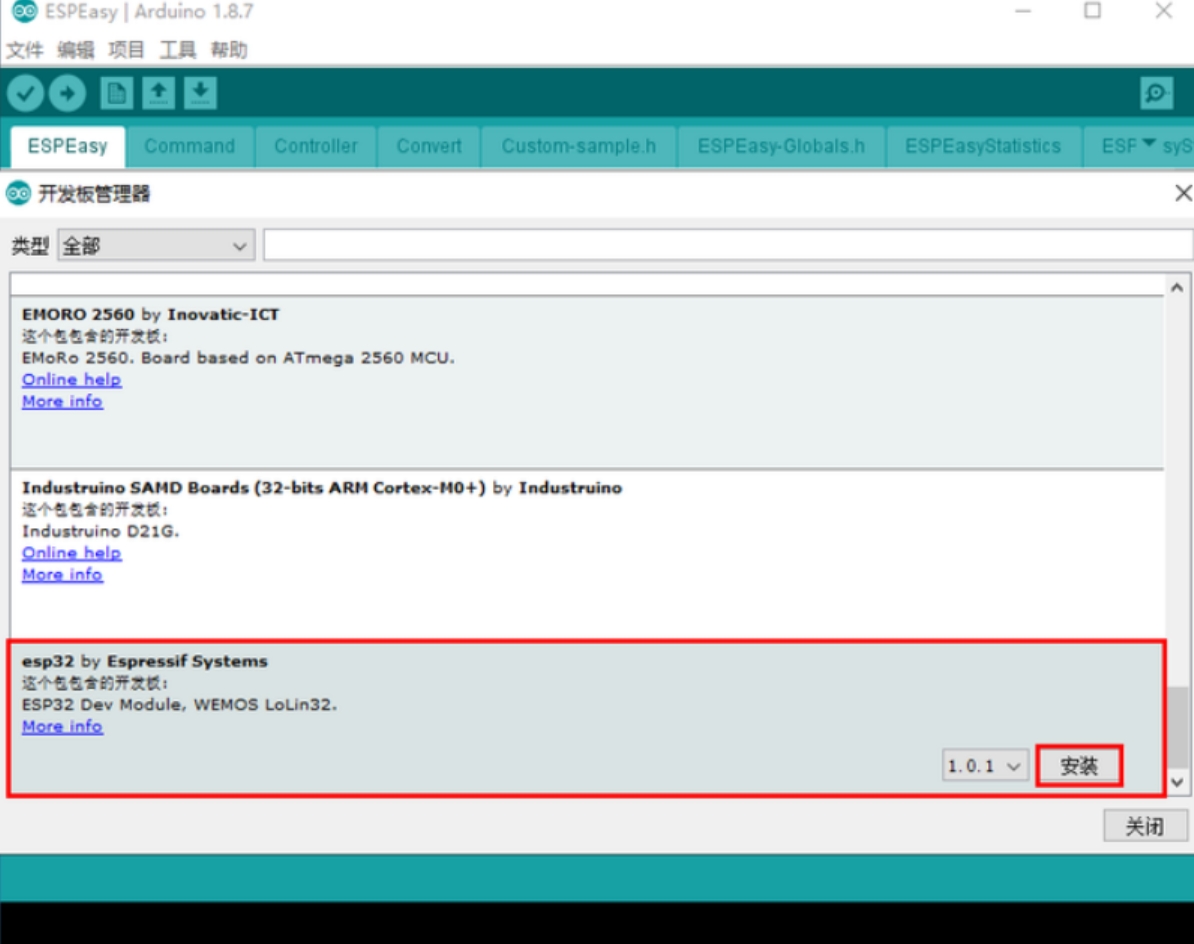 ESPEasy | Arduino 1.8.7
文件 编辑 项目 工具 帮助
ESPEasy Command Controller Convert Custom-sample.h ESPEasy-Globals.h ESPEasyStatistics ESF syS
开发板管理器
类型 全部
EMORO 2560 by Inovatic-ICT
这个包包含的开发板:
EMoRo 2560. Board based on ATmega 2560 MCU.
Online help
More info
Industruino SAMD Boards (32-bits ARM Cortex-M0+) by Industruino
这个包包含的开发板:
Industruino D21G.
Online help
More info
esp32 by Espressif Systems
这个包包含的开发板:
ESP32 Dev Module, WEMOS LoLin32.
More info
1.0.1 安装
关闭